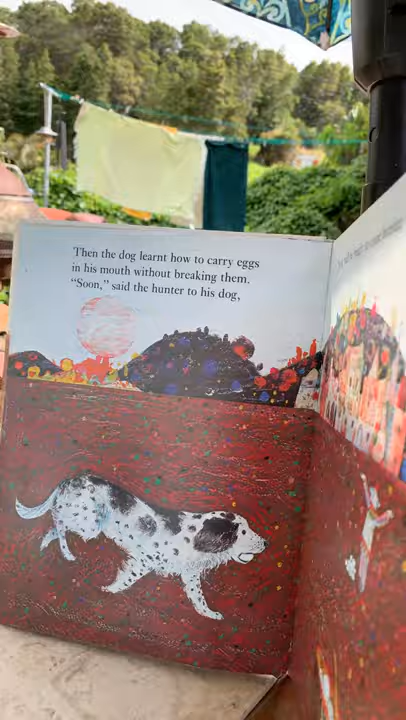 Then the dog learnt how to carry eggs
in his mouth without breaking them.
“Soon,” said the hunter to his dog,